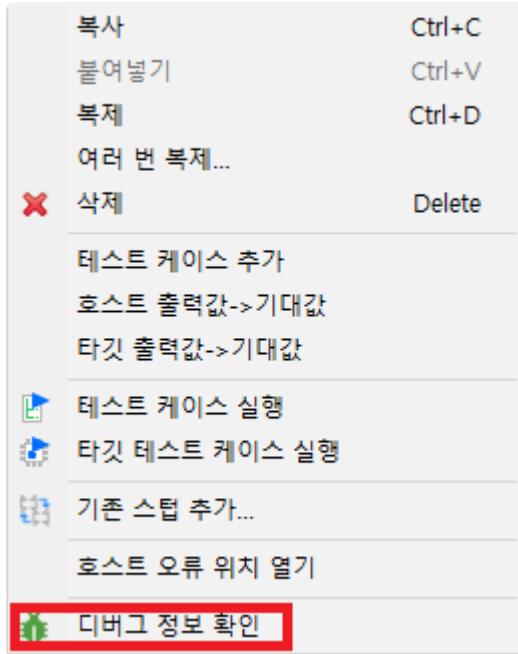 복사 Ctrl+C
붙여넣기 Ctrl+V
복제 Ctrl+D
여러 번 복제...
삭제 Delete
테스트 케이스 추가
호스트 출력값->기대값
타깃 출력값->기대값
테스트 케이스 실행
타깃 테스트 케이스 실행
기존 스텁 추가...
호스트 오류 위치 열기
디버그 정보 확인